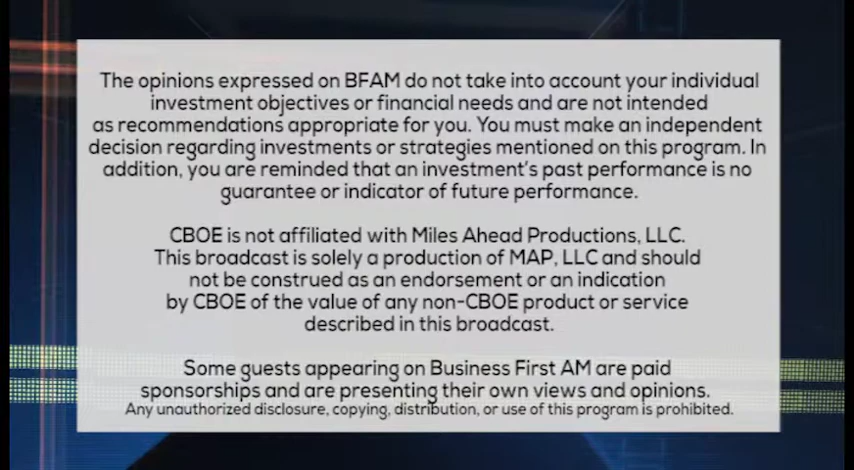 The opinions expressed on BFAM do not take into account your individual
investment objectives or financial needs and are not intended
as recommendations appropriate for you. You must make an independent
decision regarding investments or strategies mentioned on this program. In
addition, you are reminded that an investment's past performance is no
guarantee or indicator of future performance.
CBOE is not affiliated with Miles Ahead Productions, LLC.
This broadcast is solely a production of MAP, LLC and should
not be construed as an endorsement or an indication
by CBOE of the value of any non-CBOE product or service
described in this broadcast.
Some guests appearing on Business First AM are paid
sponsorships and are presenting their own views and opinions.
Any unauthorized disclosure, copying, distribution, or use of this program is prohibited.